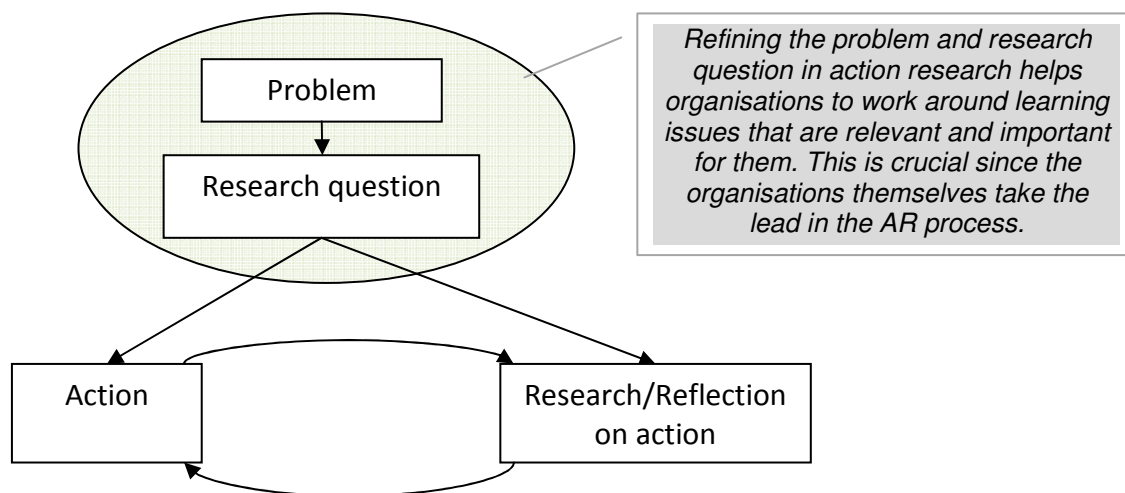 Problem
Research question
Refining the problem and research
question in action research helps
organisations to work around learning
issues that are relevant and important
for them. This is crucial since the
organisations themselves take the
lead in the AR process.
Action
Research/Reflection
on action